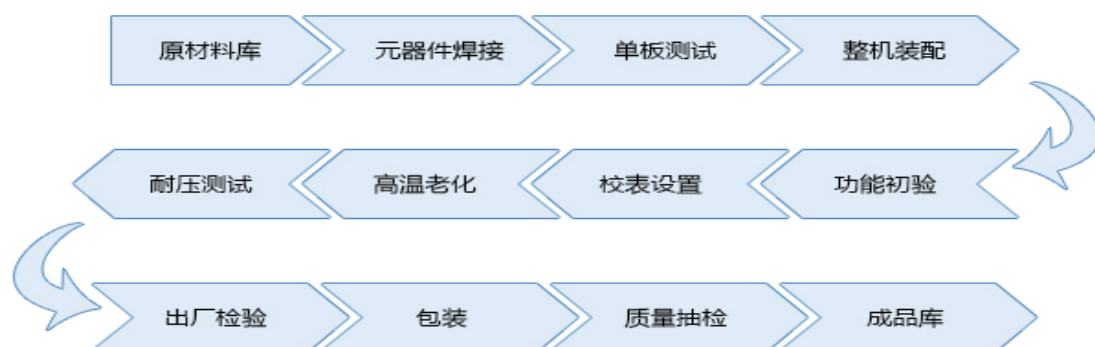 原材料库 元器件焊接 单板测试 整机装配
耐压测试 高温老化 校表设置 功能初验
出厂检验 包装 质量抽检 成品库